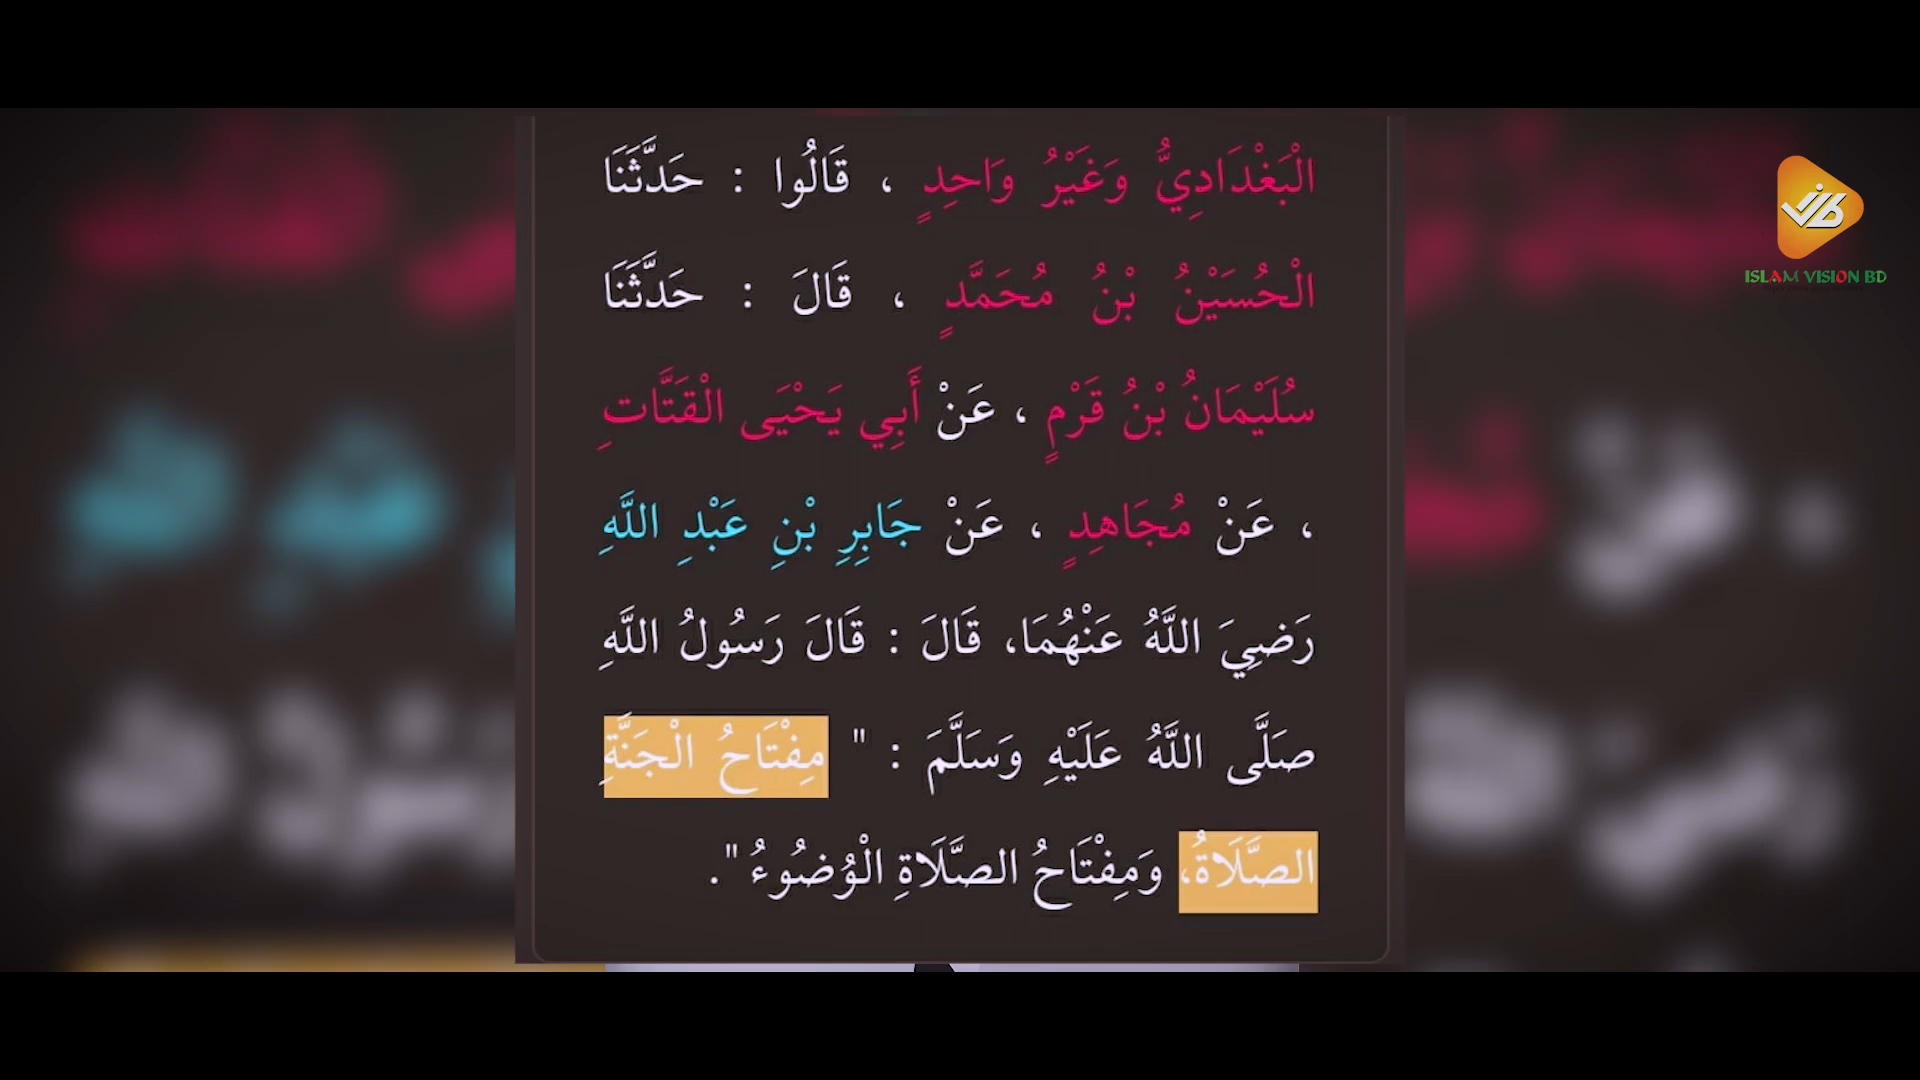 الْبَغْدَادِيُّ وَغَيْرُ وَاحِدٍ ، قَالُوا : حَدَّثَنَا
الْحُسَيْنُ بْنُ مُحَمَّدٍ ، قَالَ : حَدَّثَنَا
سُلَيْمَانُ بْنُ قَرْمٍ ، عَنْ أَبِي يَحْيَى الْقَتَّاتِ
، عَنْ مُجَاهِدٍ ، عَنْ جَابِرِ بْنِ عَبْدِ اللَّهِ
رَضِيَ اللَّهُ عَنْهُمَا، قَالَ : قَالَ رَسُولُ اللَّهِ
صَلَّى اللَّهُ عَلَيْهِ وَسَلَّمَ : " مِفْتَاحُ الْجَنَّةِ
الصَّلَاةُ، وَمِفْتَاحُ الصَّلَاةِ الْوُضُوءُ ".
ISLAM VISION BD